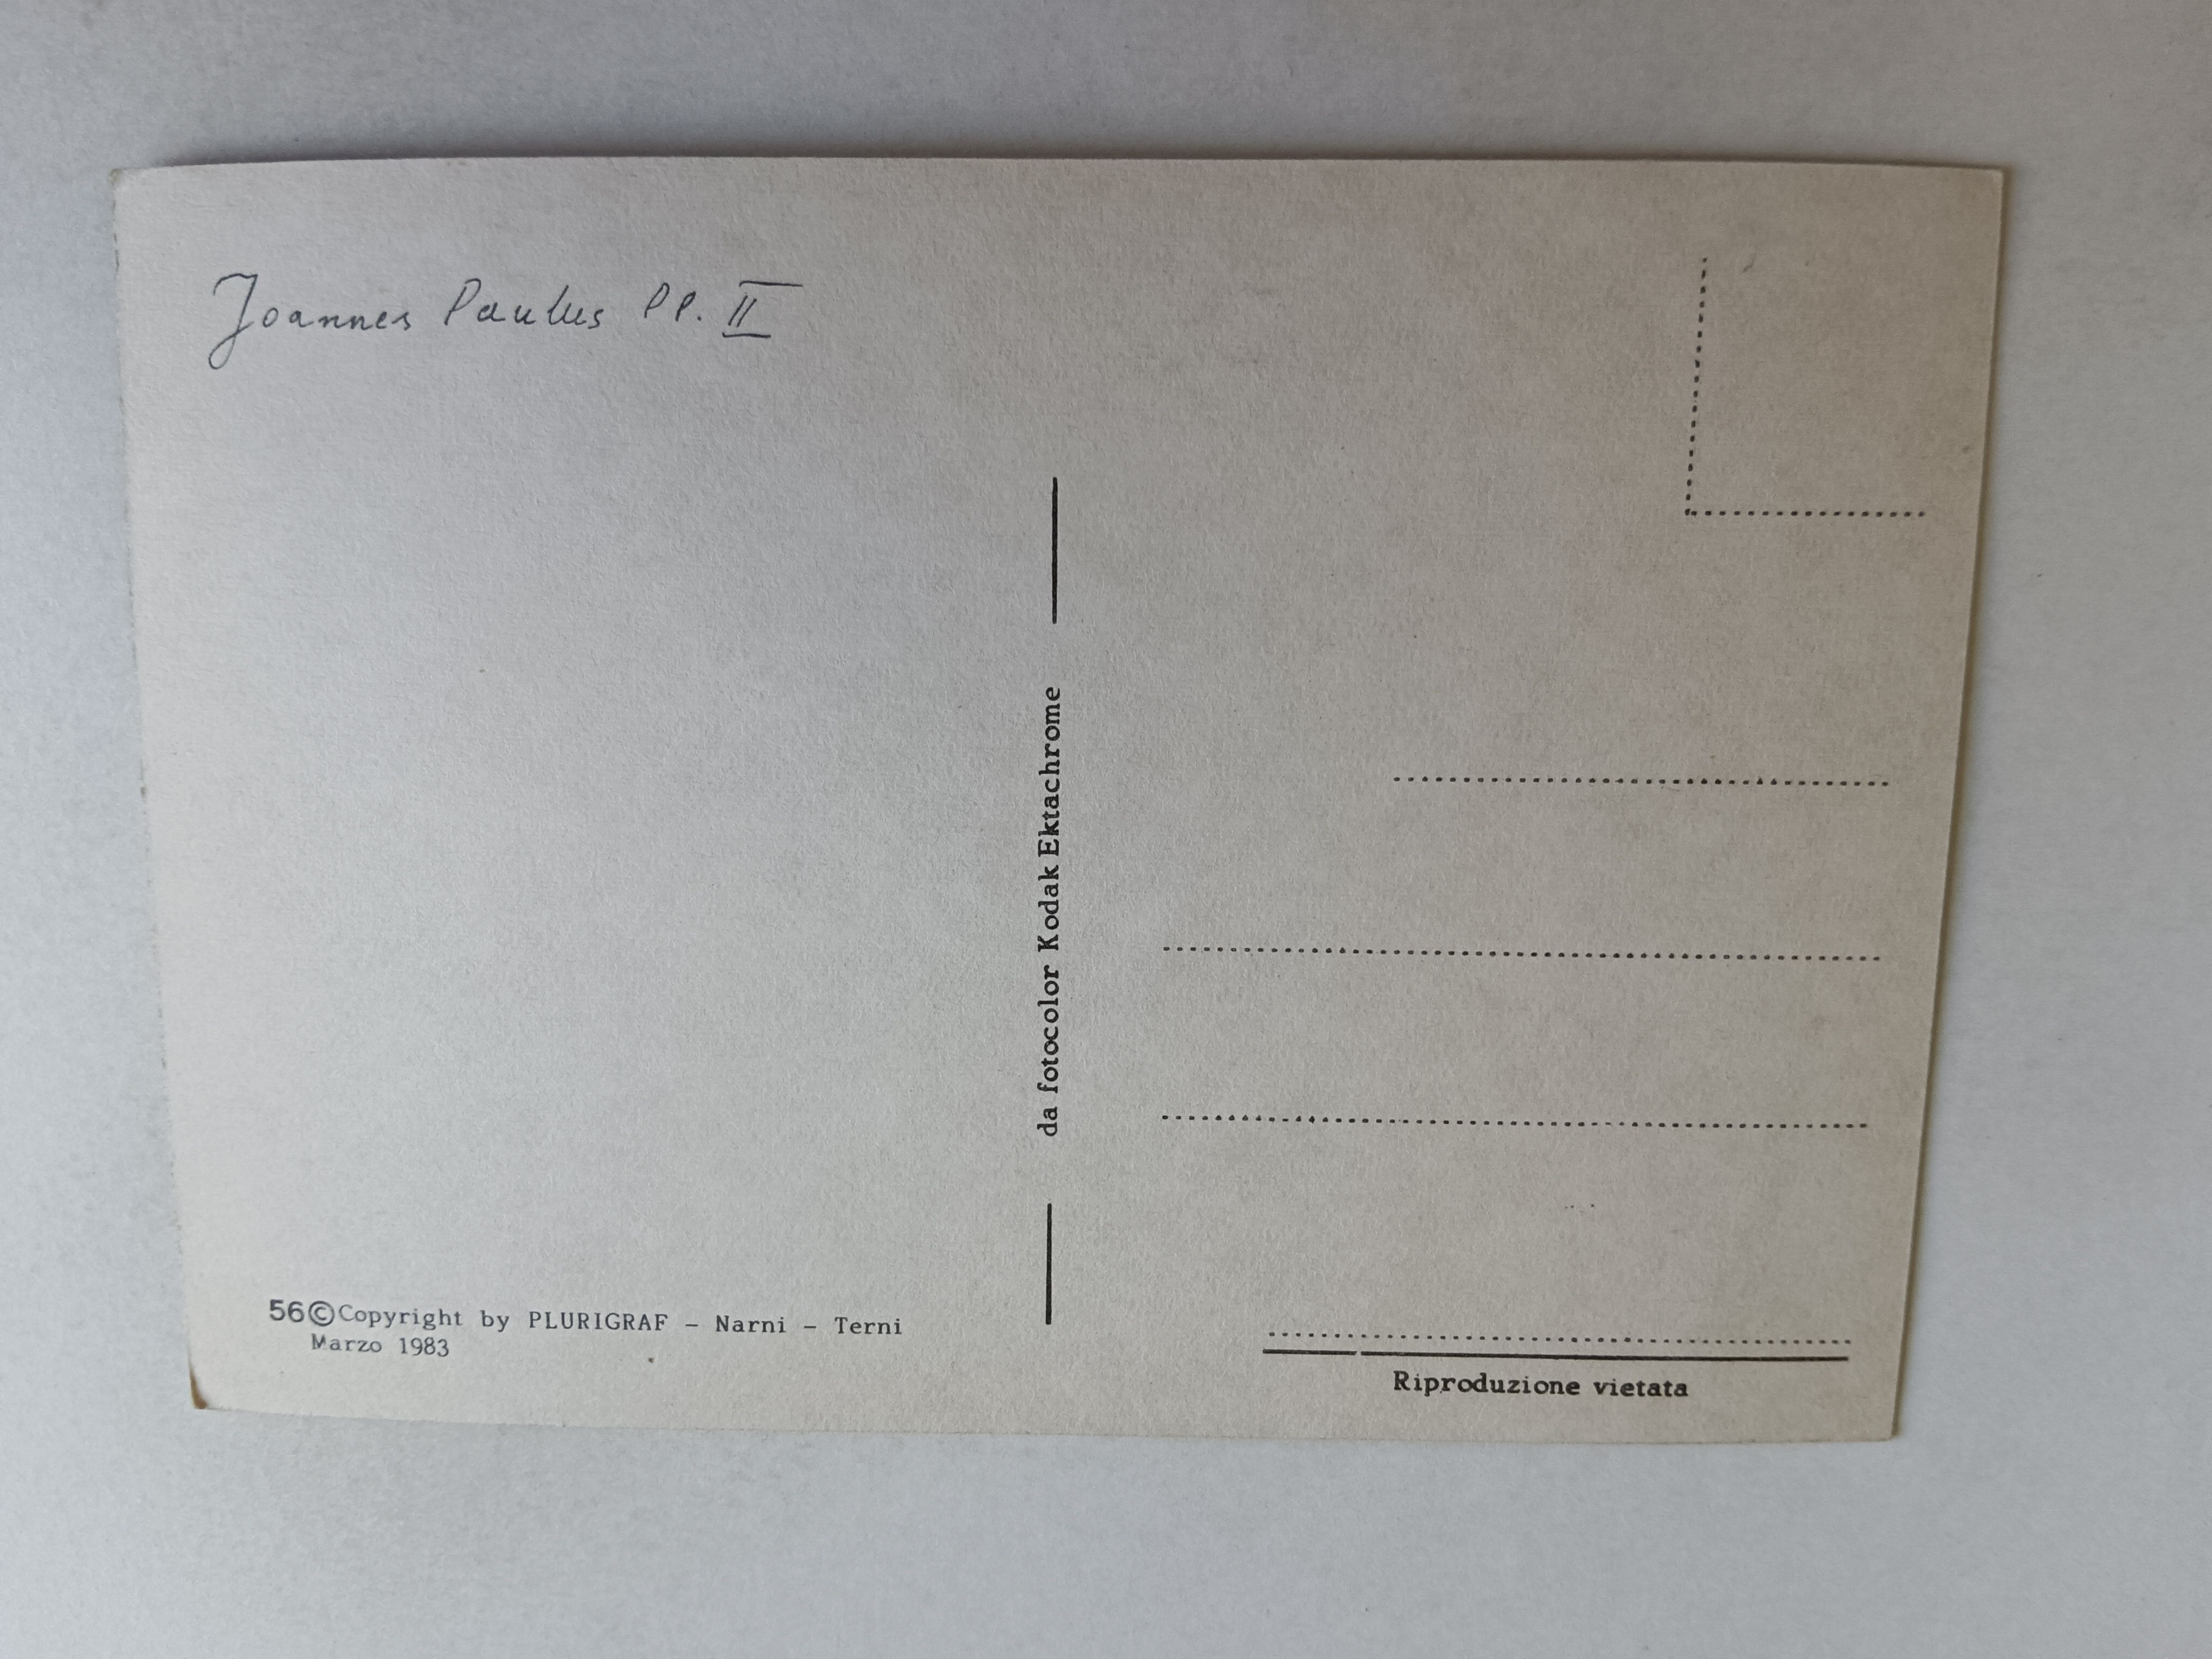 Joannes Paulus PP. II
da fotocolor Kodak Ektachrome
56©Copyright by PLURIGRAF – Narni – Terni
Marzo 1983
Riproduzione vietata